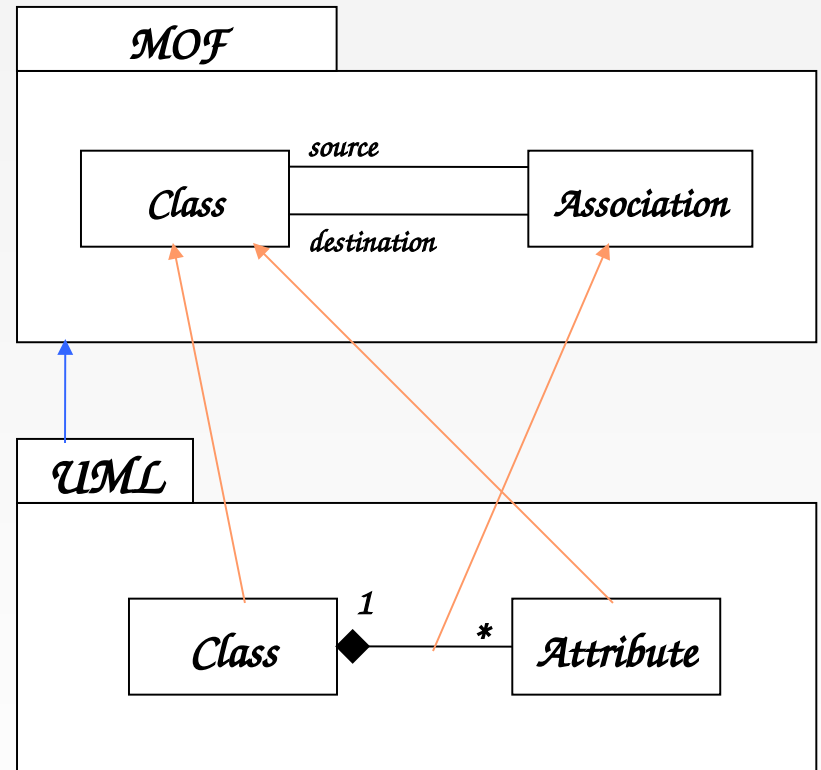 MOF
source
Class
Association
destination
UML
1
*
Class
Attribute